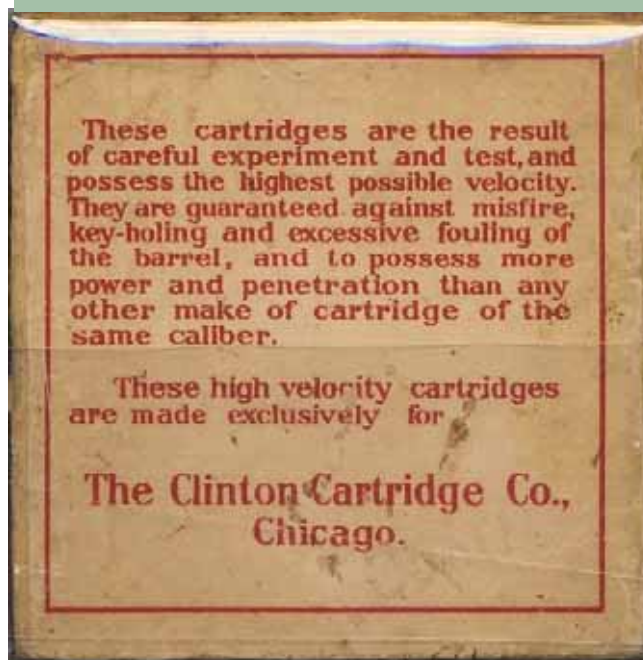 These cartridges are the result
of careful experiment and test, and
possess the highest possible velocity.
They are guaranteed against misfire,
key-holing and excessive fouling of
the barrel, and to possess more
power and penetration than any
other make of cartridge of the
same caliber.
These high velocity cartridges
are made exclusively for
The Clinton Cartridge Co.,
Chicago.